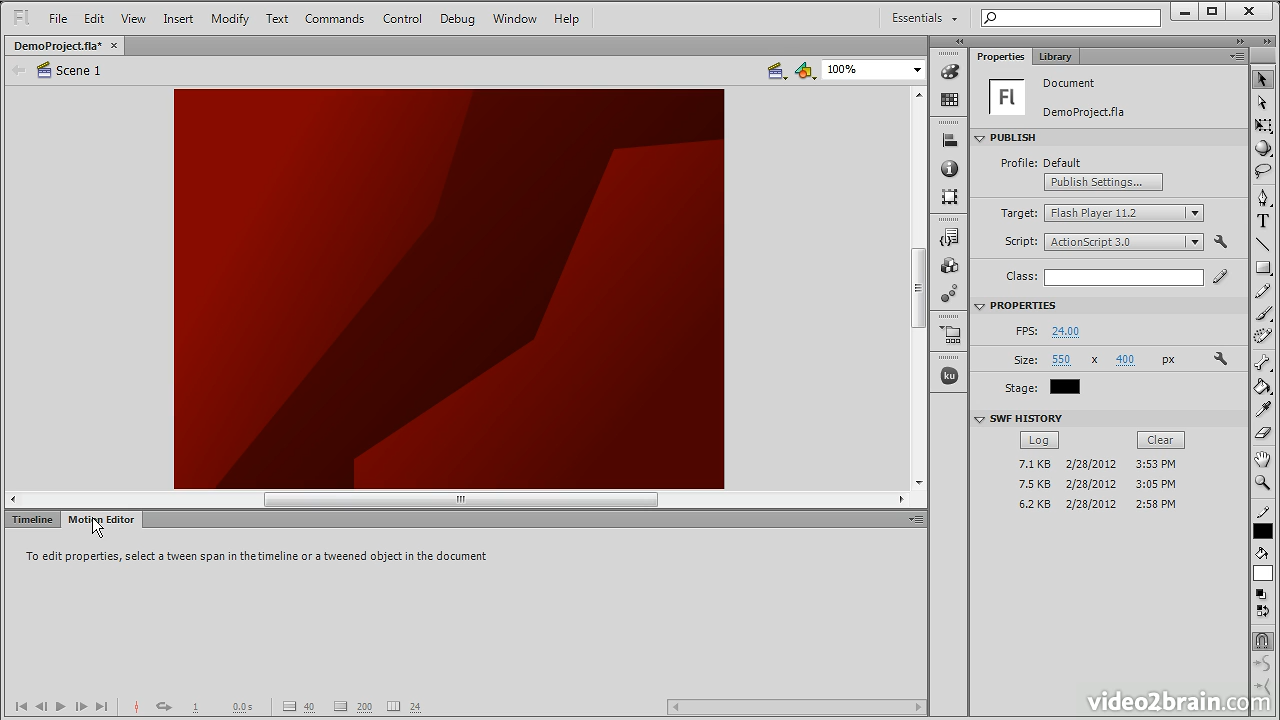 Fl File Edit View Insert Modify Text Commands Control Debug Window Help Essentials
DemoProject.fla* ×
Scene 1 100%
Properties Library
Fl Document
DemoProject.fla
PUBLISH
Profile: Default
Publish Settings...
Target: Flash Player 11.2
Script: ActionScript 3.0
Class:
PROPERTIES
FPS: 24.00
Size: 550 x 400 px
Stage:
SWF HISTORY
Log Clear
7.1 KB 2/28/2012 3:53 PM
7.5 KB 2/28/2012 3:05 PM
6.2 KB 2/28/2012 2:58 PM
ku
T
Timeline Motion Editor
To edit properties, select a tween span in the timeline or a tweened object in the document
1 0.0 s 40 200 24
video2brain.com